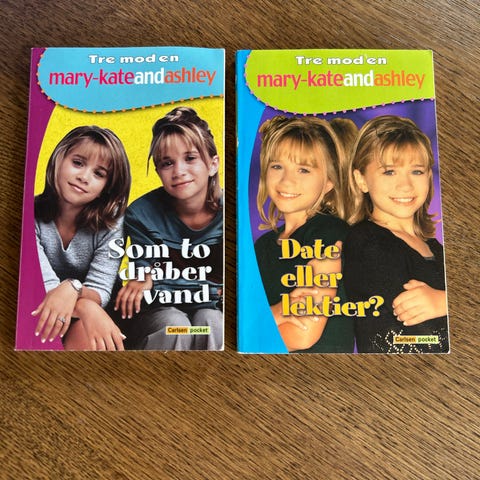 Tre mod en
mary-kateandashley
Som to
dråber
vand
Carlsen pocket
Tre mod en
mary-kateandashley
Date
eller
lektier?
Carlsen pocket